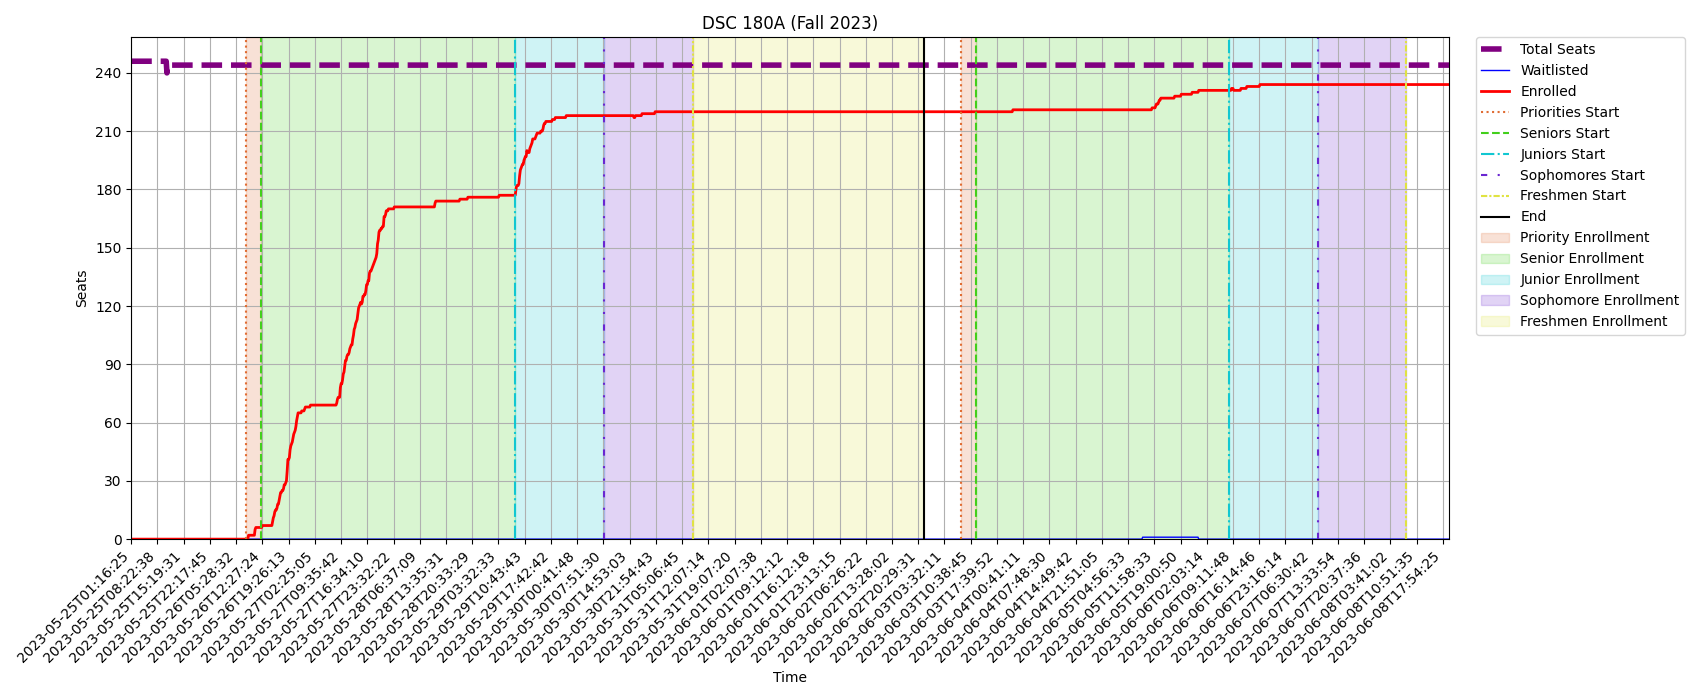 DSC 180A (Fall 2023)
Seats
240
210
180
150
120
90
60
30
0
2023-05-25T01:16:25
2023-05-25T08:22:38
2023-05-25T15:19:31
2023-05-25T22:17:45
2023-05-26T05:28:32
2023-05-26T12:27:24
2023-05-26T19:26:13
2023-05-27T02:25:05
2023-05-27T09:35:42
2023-05-27T16:34:10
2023-05-27T23:32:22
2023-05-28T06:37:09
2023-05-28T13:35:31
2023-05-28T20:33:29
2023-05-29T03:32:33
2023-05-29T10:43:43
2023-05-29T17:42:42
2023-05-30T00:41:48
2023-05-30T07:51:30
2023-05-30T14:53:03
2023-05-30T21:54:43
2023-05-31T05:06:45
2023-05-31T12:07:14
2023-05-31T19:07:20
2023-06-01T02:07:38
2023-06-01T09:12:12
2023-06-01T16:12:18
2023-06-01T23:13:15
2023-06-02T06:26:22
2023-06-02T13:28:02
2023-06-02T20:29:31
2023-06-03T03:32:11
2023-06-03T10:38:45
2023-06-03T17:39:52
2023-06-04T00:41:11
2023-06-04T07:48:30
2023-06-04T14:49:42
2023-06-04T21:51:05
2023-06-05T04:56:33
2023-06-05T11:58:33
2023-06-05T19:00:50
2023-06-06T02:03:14
2023-06-06T09:11:48
2023-06-06T16:14:46
2023-06-06T23:16:14
2023-06-07T06:30:42
2023-06-07T13:33:54
2023-06-07T20:37:36
2023-06-08T03:41:02
2023-06-08T10:51:35
2023-06-08T17:54:25
Time
Total Seats
Waitlisted
Enrolled
Priorities Start
Seniors Start
Juniors Start
Sophomores Start
Freshmen Start
End
Priority Enrollment
Senior Enrollment
Junior Enrollment
Sophomore Enrollment
Freshmen Enrollment